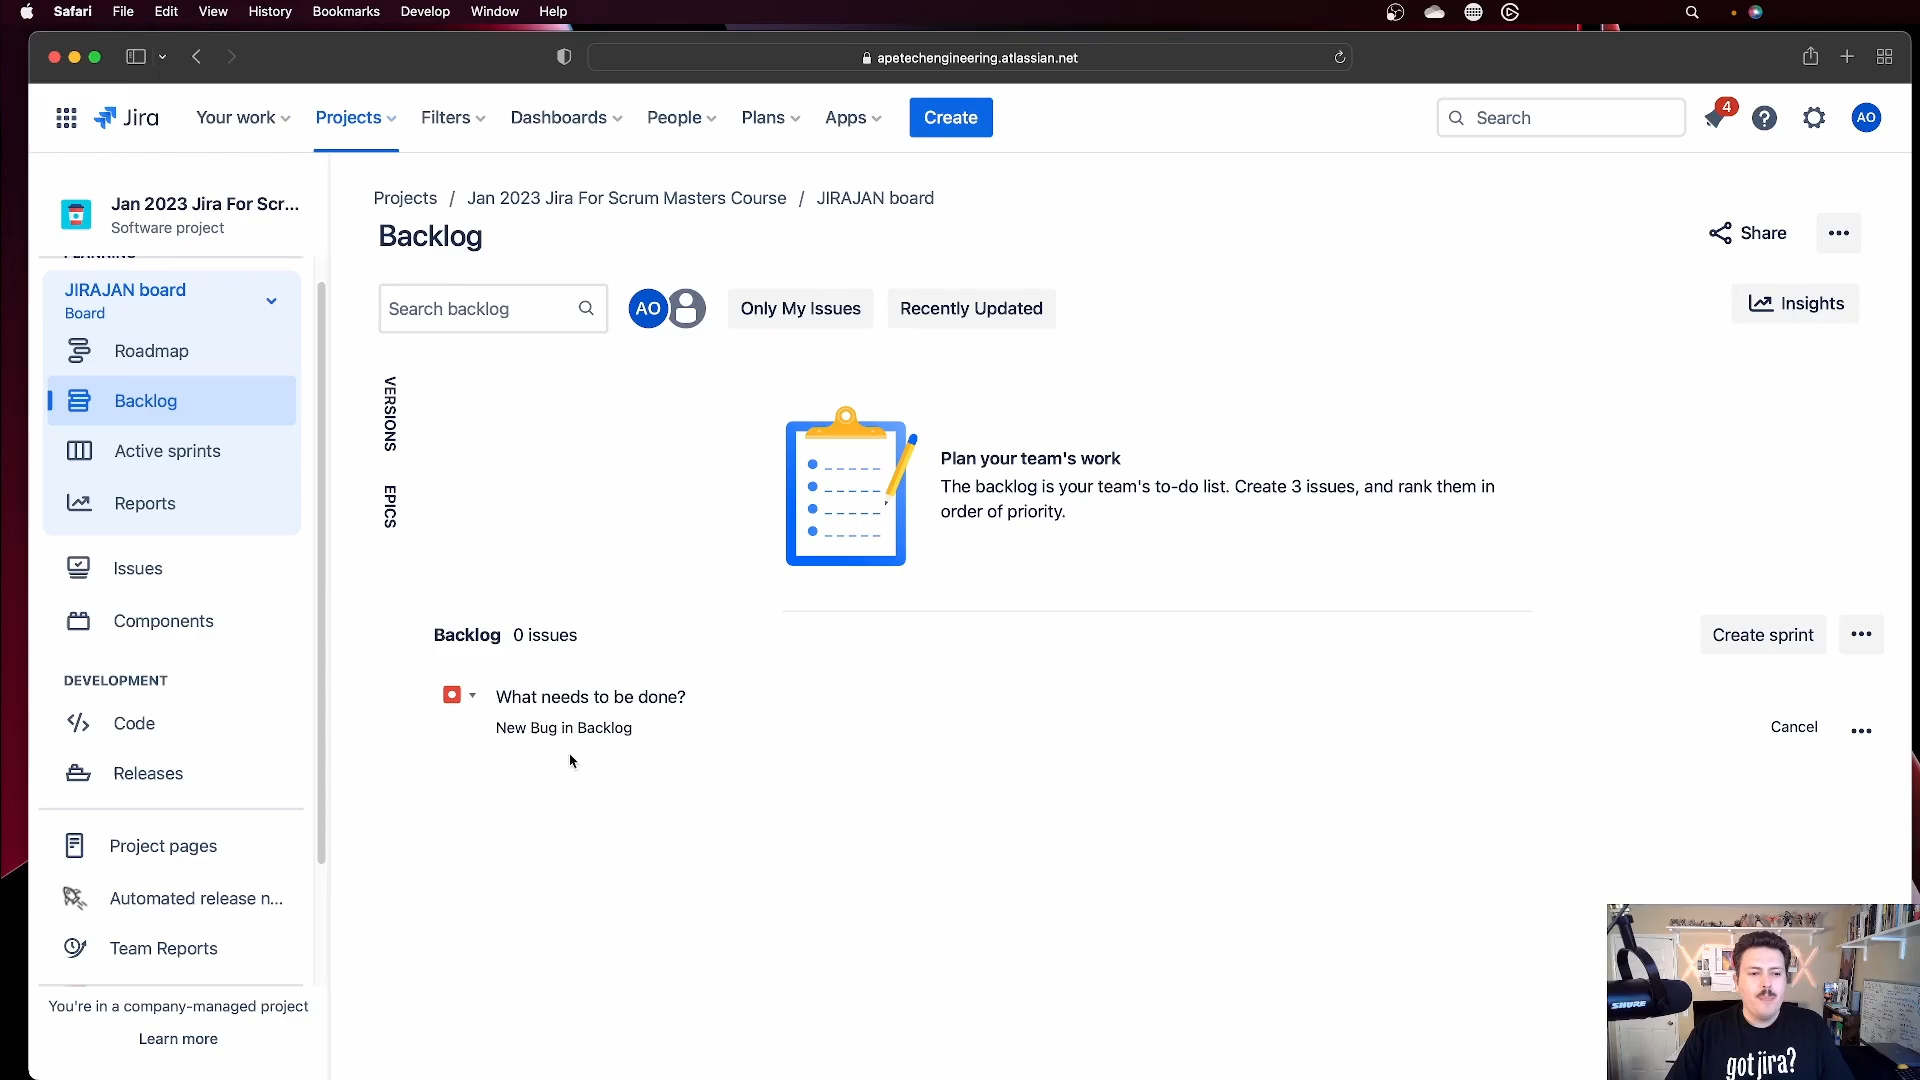 Safari File Edit View History Bookmarks Develop Window Help
apetechengineering.atlassian.net
Jira Your work Projects Filters Dashboards People Plans Apps Create Search 4 AO
Jan 2023 Jira For Scr...
Software project
PLANNING
JIRAJAN board
Board
Roadmap
Backlog
Active sprints
Reports
Issues
Components
DEVELOPMENT
Code
Releases
Project pages
Automated release n...
Team Reports
You're in a company-managed project
Learn more
Projects / Jan 2023 Jira For Scrum Masters Course / JIRAJAN board
Backlog
Share
Search backlog AO Only My Issues Recently Updated Insights
VERSIONS
EPICS
Plan your team's work
The backlog is your team's to-do list. Create 3 issues, and rank them in
order of priority.
Backlog 0 issues Create sprint
What needs to be done?
New Bug in Backlog Cancel
SHURE
got jira?